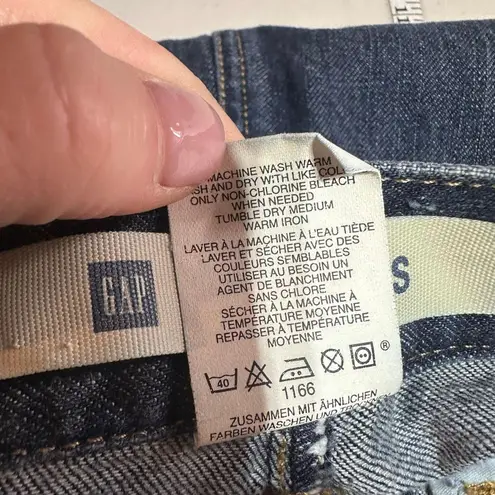 MACHINE WASH WARM
SH AND DRY WITH LIKE COL
ONLY NON-CHLORINE BLEACH
WHEN NEEDED
TUMBLE DRY MEDIUM
WARM IRON
LAVER À LA MACHINE À L'EAU TIÈDE
LAVER ET SÉCHER AVEC DES
COULEURS SEMBLABLES
UTILISER AU BESOIN UN
AGENT DE BLANCHIMENT
SANS CHLORE
SÉCHER À LA MACHINE À
TEMPÉRATURE MOYENNE
REPASSER À TEMPÉRATURE
MOYENNE
40
®
1166
ZUSAMMEN MIT ÄHNLICHEN
FARBEN WASCHEN UND
GAP
S